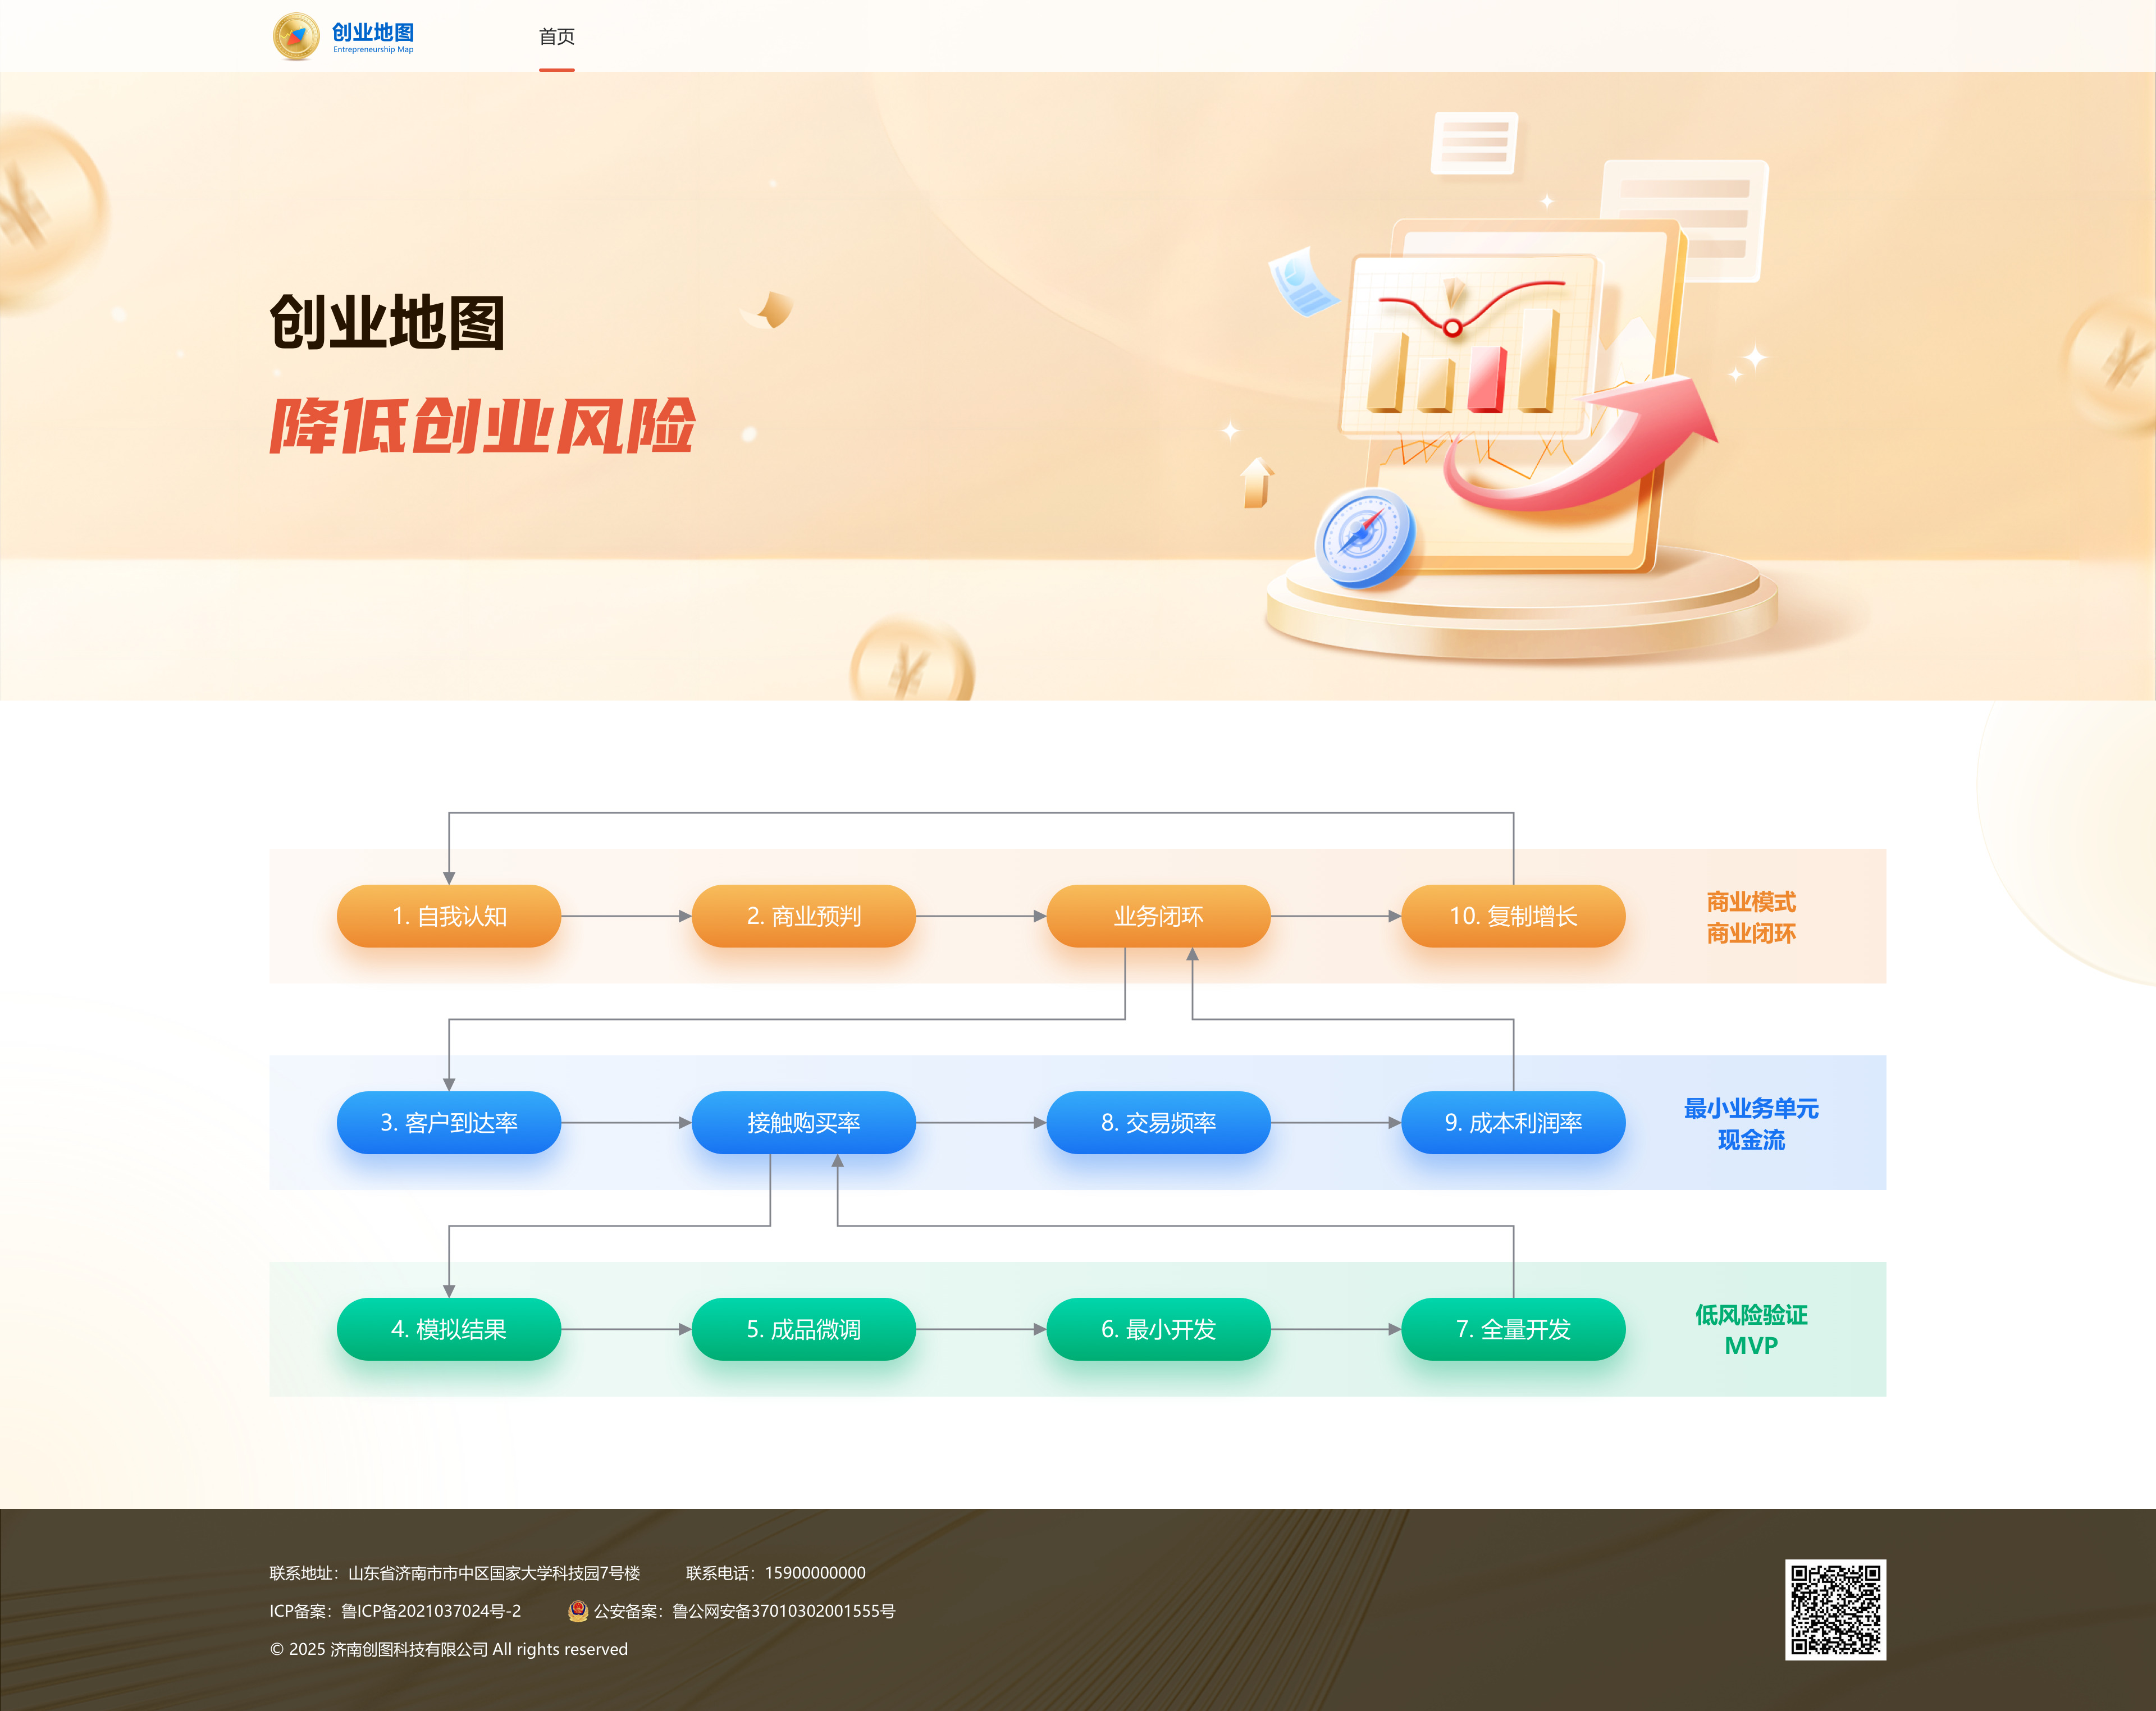 创业地图
Entrepreneurship Map
首页
创业地图
降低创业风险
1. 自我认知
2. 商业预判
业务闭环
10. 复制增长
商业模式
商业闭环
3. 客户到达率
接触购买率
8. 交易频率
9. 成本利润率
最小业务单元
现金流
4. 模拟结果
5. 成品微调
6. 最小开发
7. 全量开发
低风险验证
MVP
联系地址：山东省济南市市中区国家大学科技园7号楼 联系电话：15900000000
ICP备案：鲁ICP备2021037024号-2 公安备案：鲁公网安备37010302001555号
© 2025 济南创图科技有限公司 All rights reserved